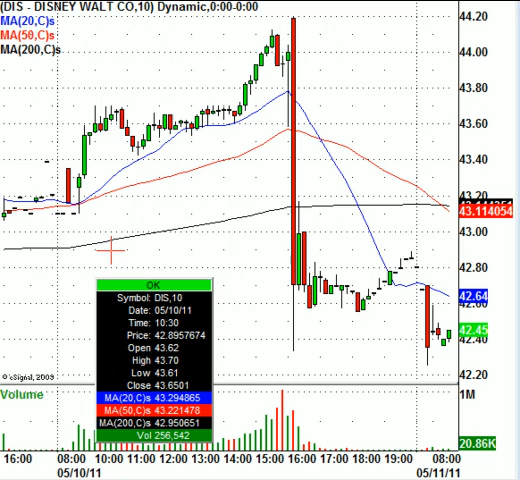 (DIS - DISNEY WALT CO,10) Dynamic,0:00-0:00
MA(20,C)s
MA(50,C)s
MA(200,C)s
44.20
44.00
43.80
43.60
43.40
43.20
43.114054
43.00
42.80
42.64
42.60
42.45
42.40
42.20
OK
Symbol: DIS,10
Date: 05/10/11
Time: 10:30
Price: 42.8957674
Open 43.62
High 43.70
Low 43.61
Close 43.6501
MA(20,C) 43.294865
MA(50,C) 43.221478
MA(200,C) 42.950651
Vol 256,542
© eSignal, 2009
Volume
1M
20.86K
16:00 08:00 10:00 11:00 12:00 13:00 14:00 15:00 16:00 17:00 18:00 19:00 08:00
05/10/11 05/11/11